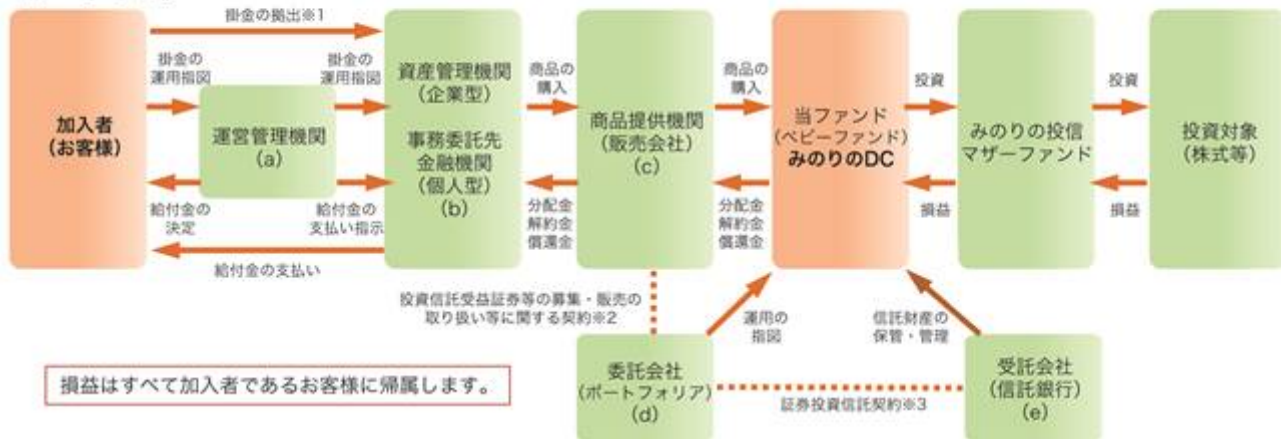 掛金の拠出※1
掛金の
運用指図
掛金の
運用指図
加入者
(お客様)
運営管理機関
(a)
給付金の
決定
給付金の
支払い指示
給付金の支払い
資産管理機関
(企業型)
事務委託先
金融機関
(個人型)
(b)
商品の
購入
分配金
解約金
償還金
商品提供機関
(販売会社)
(c)
商品の
購入
分配金
解約金
償還金
当ファンド
(ベビーファンド)
みのりのDC
投資
損益
みのりの投信
マザーファンド
投資
損益
投資対象
(株式等)
投資信託受益証券等の募集・販売の
取り扱い等に関する契約※2
運用の
指図
信託財産の
保管・管理
損益はすべて加入者であるお客様に帰属します。
委託会社
(ポートフォリア)
(d)
証券投資信託契約※3
受託会社
(信託銀行)
(e)